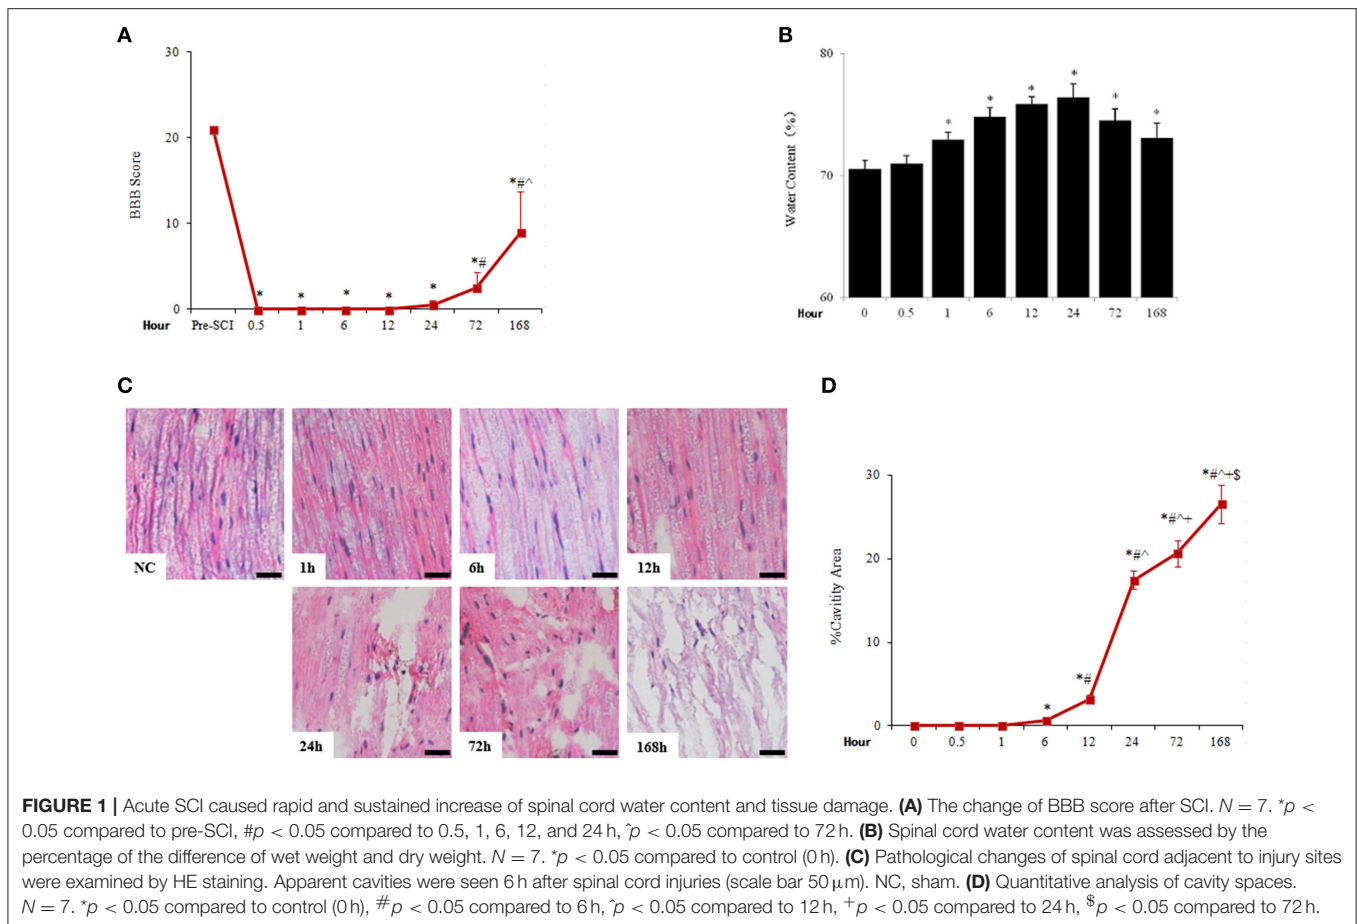 A
30
20
10
0
BBB Score
*
*
*
*
*
*#
*#^
Hour
Pre-SCI 0.5 1 6 12 24 72 168
B
80
70
60
Water Content (%)
*
*
*
*
*
*
Hour
0 0.5 1 6 12 24 72 168
C
NC
1h
6h
12h
24h
72h
168h
D
30
20
10
0
%Cavitity Area
*
*#
*#^
*#^+
*#^+$
Hour
0 0.5 1 6 12 24 72 168
FIGURE 1 | Acute SCI caused rapid and sustained increase of spinal cord water content and tissue damage. (A) The change of BBB score after SCI. N = 7. *p <
0.05 compared to pre-SCI, #p < 0.05 compared to 0.5, 1, 6, 12, and 24 h, ^p < 0.05 compared to 72 h. (B) Spinal cord water content was assessed by the
percentage of the difference of wet weight and dry weight. N = 7. *p < 0.05 compared to control (0 h). (C) Pathological changes of spinal cord adjacent to injury sites
were examined by HE staining. Apparent cavities were seen 6 h after spinal cord injuries (scale bar 50 μm). NC, sham. (D) Quantitative analysis of cavity spaces.
N = 7. *p < 0.05 compared to control (0 h), #p < 0.05 compared to 6 h, ^p < 0.05 compared to 12 h, +p < 0.05 compared to 24 h, $p < 0.05 compared to 72 h.